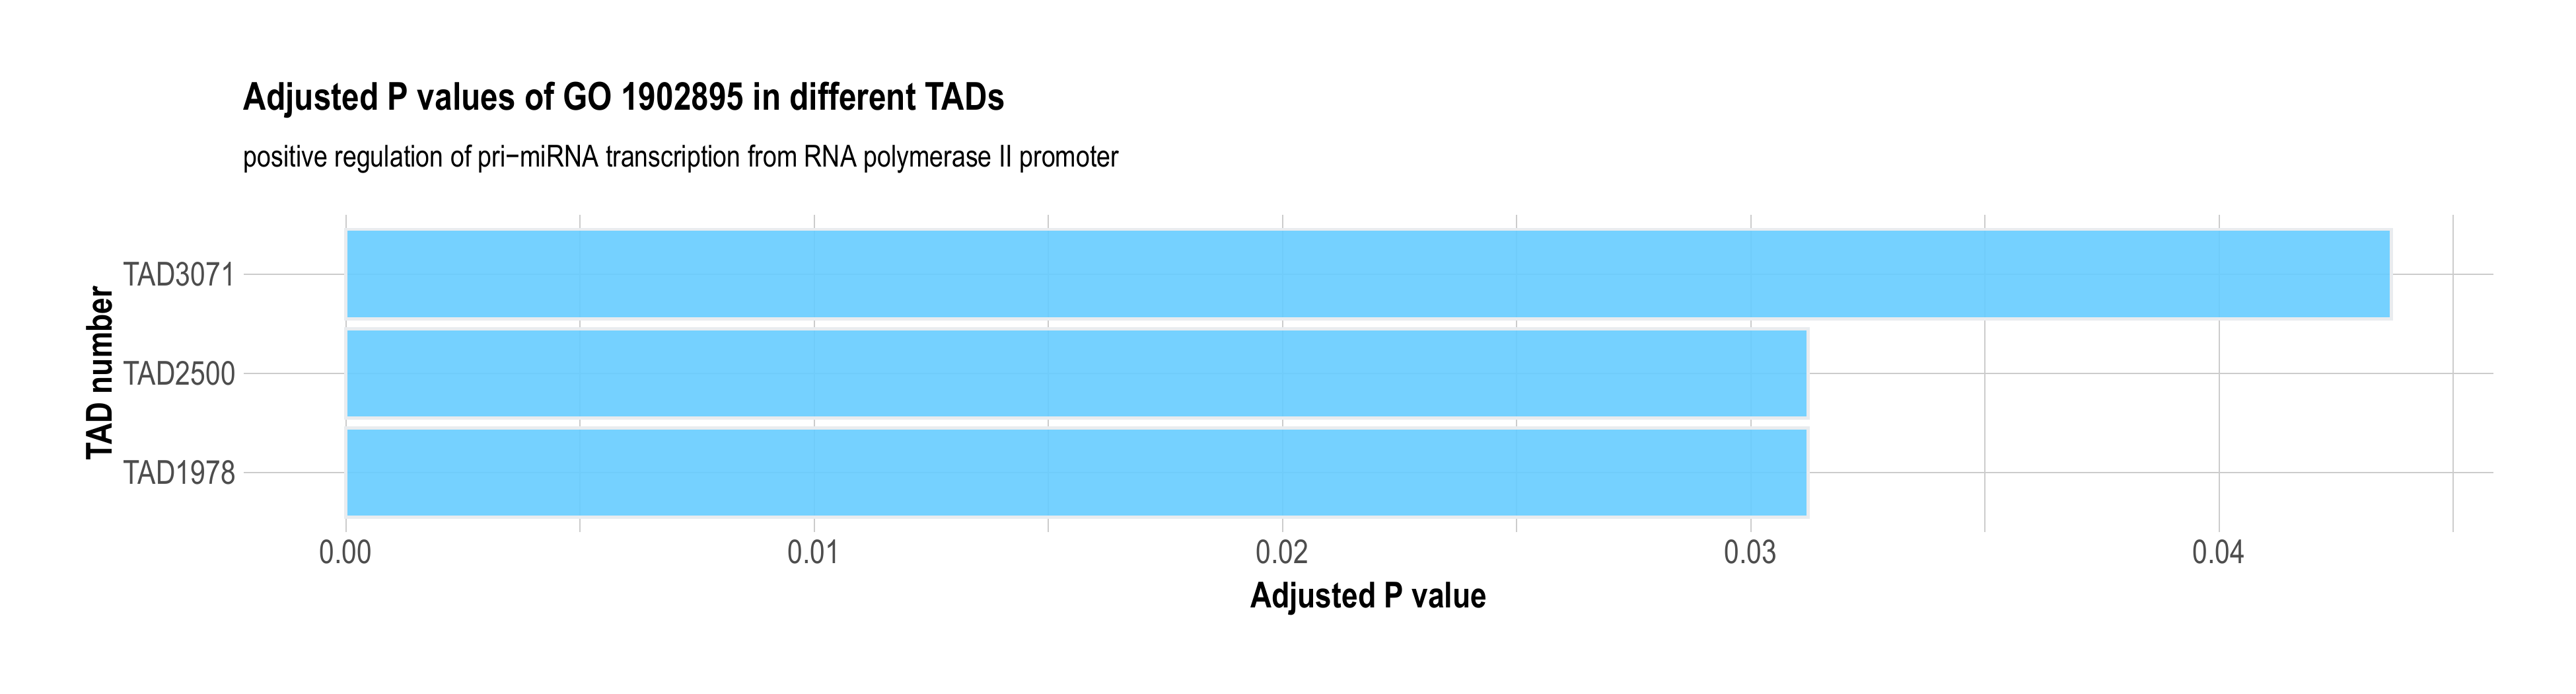 Adjusted P values of GO 1902895 in different TADs
positive regulation of pri−miRNA transcription from RNA polymerase II promoter
TAD number
TAD3071
TAD2500
TAD1978
0.00 0.01 0.02 0.03 0.04
Adjusted P value